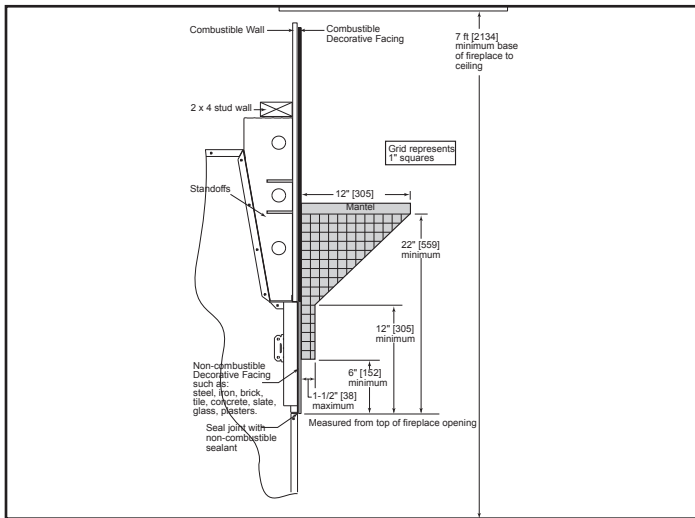 Combustible Wall
Combustible
Decorative Facing
7 ft [2134]
minimum base
of fireplace to
ceiling
2 x 4 stud wall
Grid represents
1" squares
Standoffs
12" [305]
Mantel
22" [559]
minimum
12" [305]
minimum
Non-combustible
Decorative Facing
such as:
steel, iron, brick,
tile, concrete, slate,
glass, plasters.
6" [152]
minimum
1-1/2" [38]
maximum
Seal joint with
non-combustible
sealant
Measured from top of fireplace opening